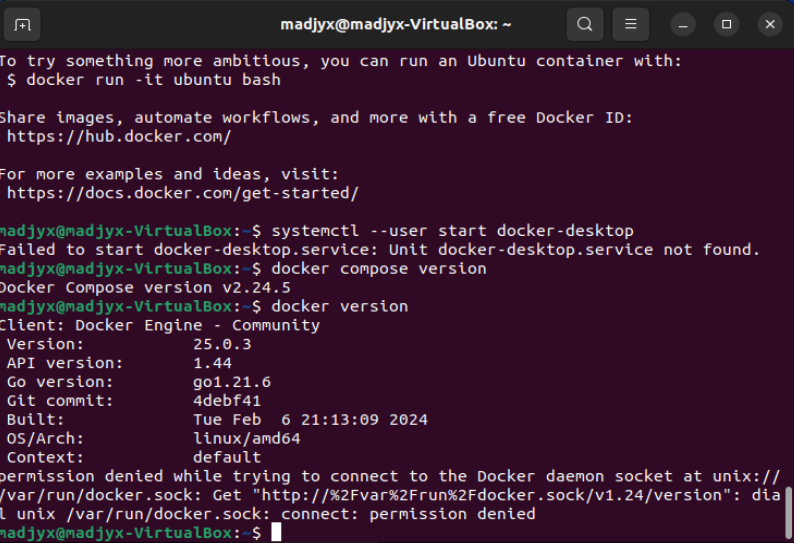 madjyx@madjyx-VirtualBox: ~
To try something more ambitious, you can run an Ubuntu container with:
 $ docker run -it ubuntu bash
Share images, automate workflows, and more with a free Docker ID:
 https://hub.docker.com/
For more examples and ideas, visit:
 https://docs.docker.com/get-started/
madjyx@madjyx-VirtualBox:~$ systemctl --user start docker-desktop
Failed to start docker-desktop.service: Unit docker-desktop.service not found.
madjyx@madjyx-VirtualBox:~$ docker compose version
Docker Compose version v2.24.5
madjyx@madjyx-VirtualBox:~$ docker version
Client: Docker Engine - Community
 Version:           25.0.3
 API version:       1.44
 Go version:        go1.21.6
 Git commit:        4debf41
 Built:             Tue Feb  6 21:13:09 2024
 OS/Arch:           linux/amd64
 Context:           default
permission denied while trying to connect to the Docker daemon socket at unix://
/var/run/docker.sock: Get "http://%2Fvar%2Frun%2Fdocker.sock/v1.24/version": dia
l unix /var/run/docker.sock: connect: permission denied
madjyx@madjyx-VirtualBox:~$